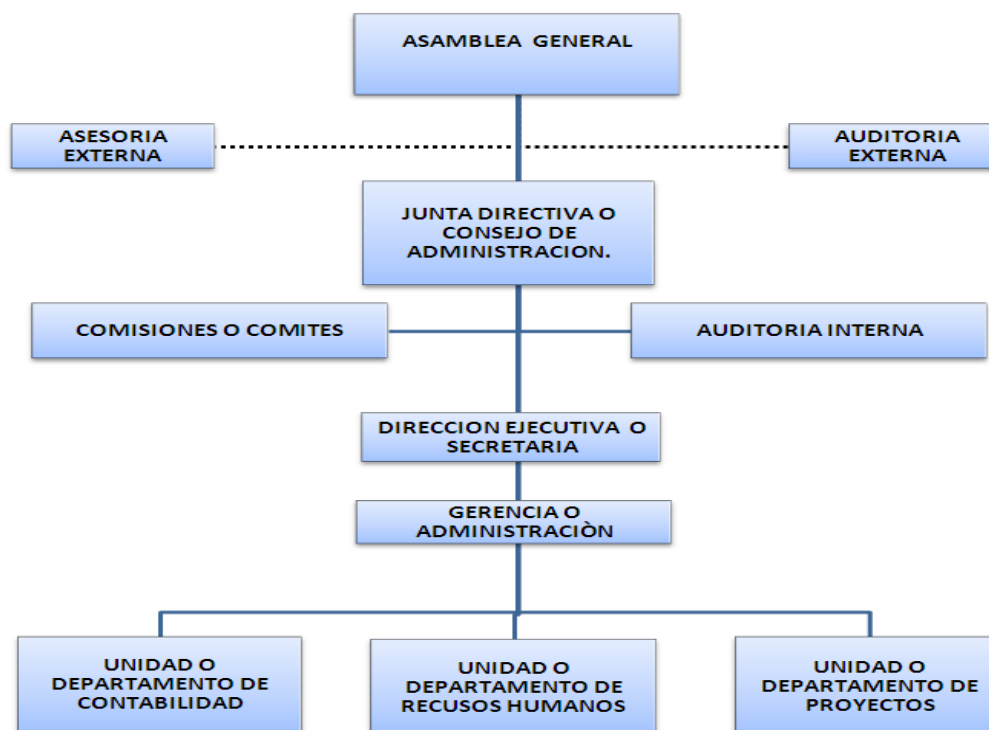 ASAMBLEA GENERAL
ASESORIA
EXTERNA
AUDITORIA
EXTERNA
JUNTA DIRECTIVA O
CONSEJO DE
ADMINISTRACION.
COMISIONES O COMITES
AUDITORIA INTERNA
DIRECCION EJECUTIVA O
SECRETARIA
GERENCIA O
ADMINISTRACIÒN
UNIDAD O
DEPARTAMENTO DE
CONTABILIDAD
UNIDAD O
DEPARTAMENTO DE
RECUSOS HUMANOS
UNIDAD O
DEPARTAMENTO DE
PROYECTOS